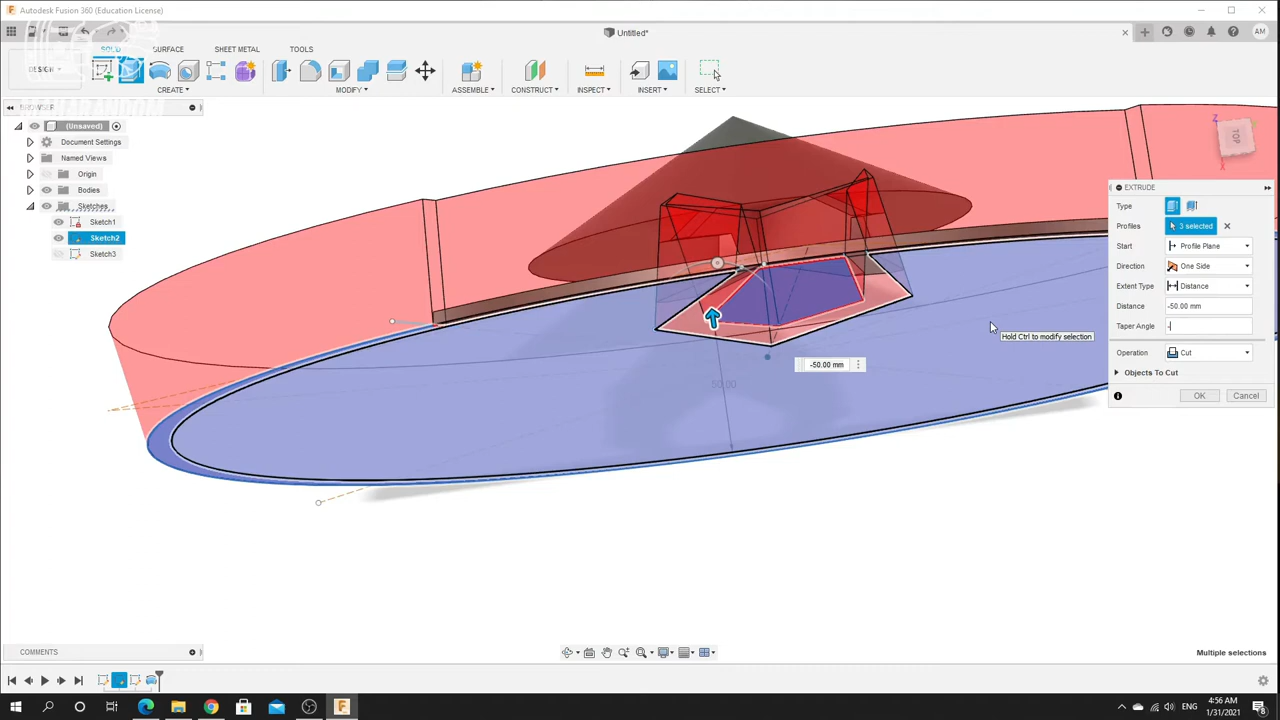 Autodesk Fusion 360 (Education License)
Untitled*
AM
SOLID SURFACE SHEET METAL TOOLS
DESIGN
CREATE MODIFY ASSEMBLE CONSTRUCT INSPECT INSERT SELECT
BROWSER
(Unsaved)
Document Settings
Named Views
Origin
Bodies
Sketches
Sketch1
Sketch2
Sketch3
TOP
Z
X
EXTRUDE
Type
Profiles 3 selected
Start Profile Plane
Direction One Side
Extent Type Distance
Distance -50.00 mm
Taper Angle -
Operation Cut
Objects To Cut
OK Cancel
Hold Ctrl to modify selection
-50.00 mm
50.00
COMMENTS
Multiple selections
ENG
4:56 AM
1/31/2021
8